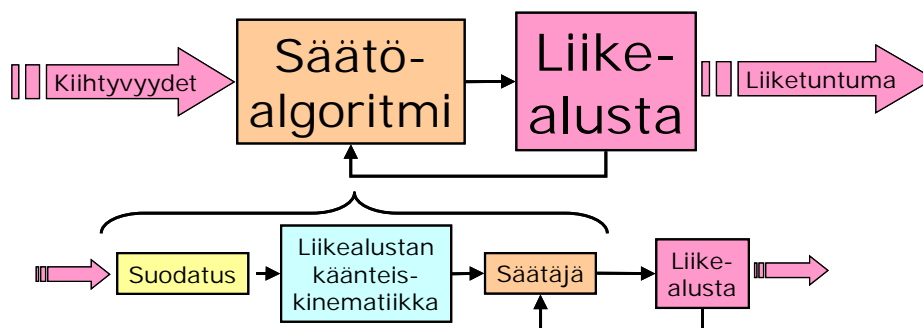 Kiihtyvyydet
Säätö-
algoritmi
Liike-
alusta
Liiketuntuma
Suodatus
Liikealustan
käänteis-
kinematiikka
Säätäjä
Liike-
alusta